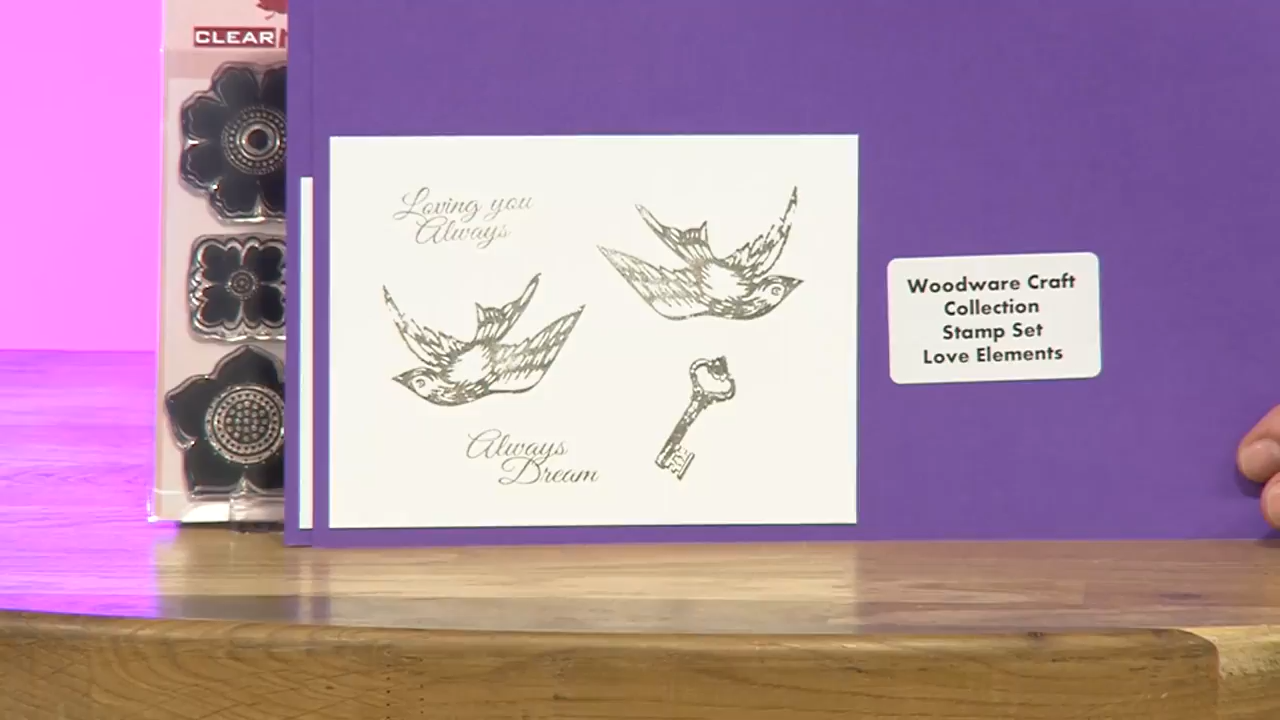 CLEAR
Loving you
Always
Always
Dream
Woodware Craft
Collection
Stamp Set
Love Elements